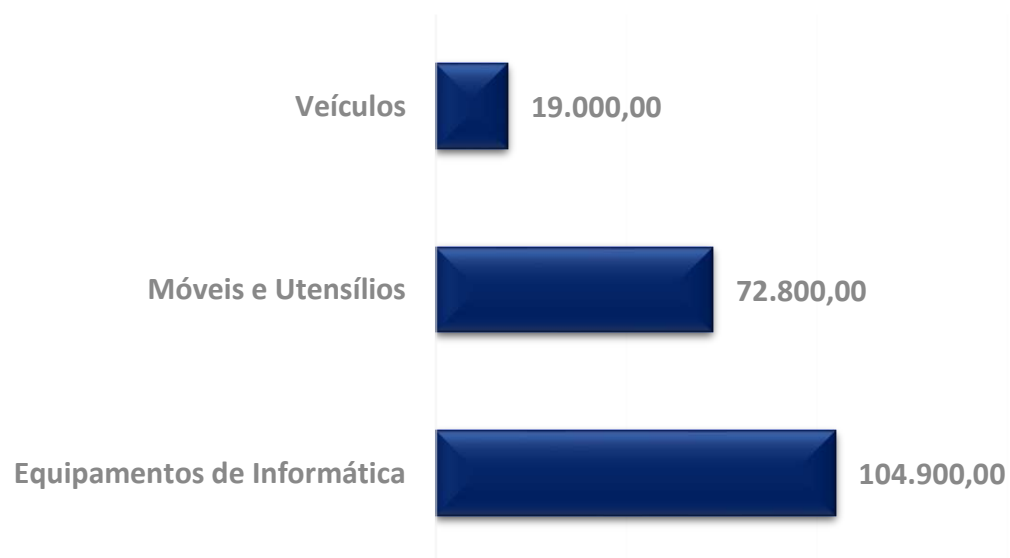 Veículos 19.000,00
Móveis e Utensílios 72.800,00
Equipamentos de Informática 104.900,00